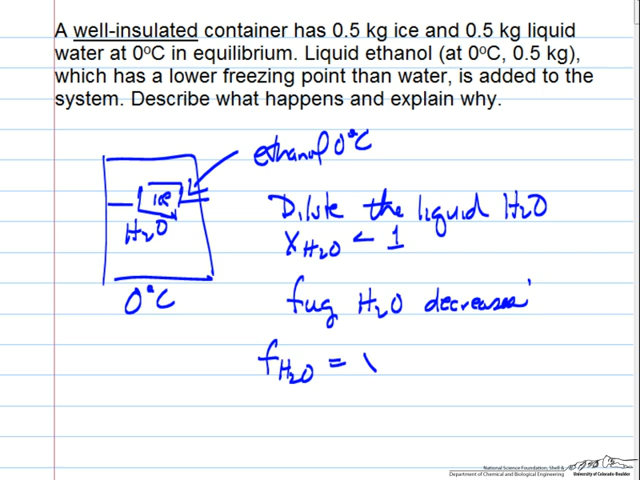 A well-insulated container has 0.5 kg ice and 0.5 kg liquid
water at 0°C in equilibrium. Liquid ethanol (at 0°C, 0.5 kg),
which has a lower freezing point than water, is added to the
system. Describe what happens and explain why.
ethanol 0°C
ice
H2O
0°C
Dilute the liquid H2O
xH2O < 1
fug H2O decreases
fH2O =
National Science Foundation, Shell &
Department of Chemical and Biological Engineering
University of Colorado-Boulder